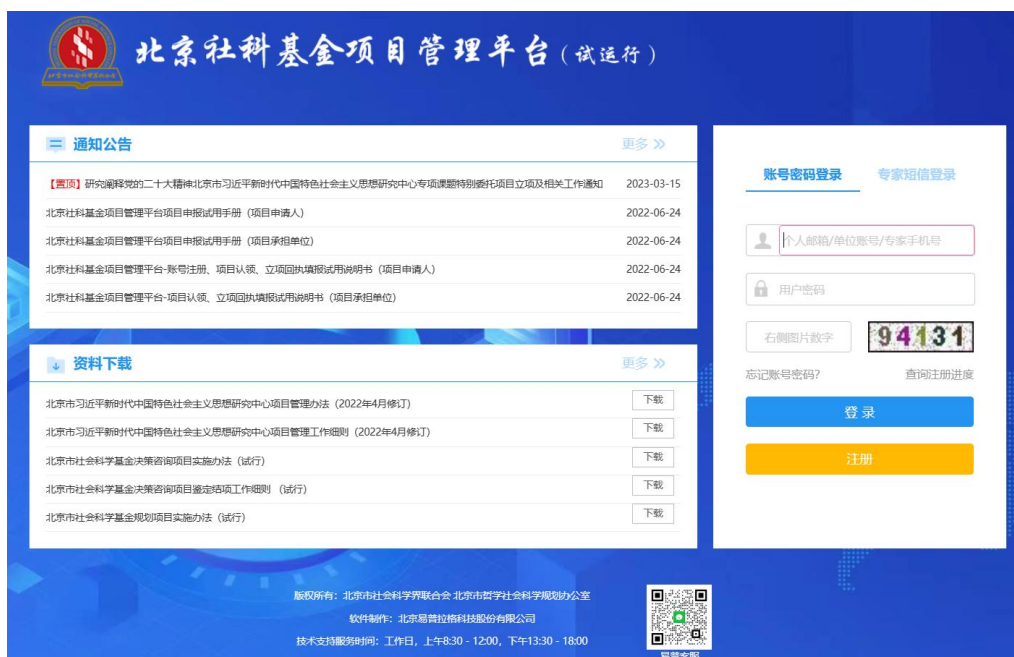 北京社科基金项目管理平台（试运行）
通知公告
更多
【置顶】研究阐释党的二十大精神北京市习近平新时代中国特色社会主义思想研究中心专项课题特别委托项目立项及相关工作通知 2023-03-15
北京社科基金项目管理平台项目申报试用手册（项目申请人） 2022-06-24
北京社科基金项目管理平台项目申报试用手册（项目承担单位） 2022-06-24
北京社科基金项目管理平台-账号注册、项目认领、立项回执填报试用说明书（项目申请人） 2022-06-24
北京社科基金项目管理平台-项目认领、立项回执填报试用说明书（项目承担单位） 2022-06-24
资料下载
更多
北京市习近平新时代中国特色社会主义思想研究中心项目管理办法（2022年4月修订） 下载
北京市习近平新时代中国特色社会主义思想研究中心项目管理工作细则（2022年4月修订） 下载
北京市社会科学基金决策咨询项目实施办法（试行） 下载
北京市社会科学基金决策咨询项目鉴定结项工作细则 （试行） 下载
北京市社会科学基金规划项目实施办法（试行） 下载
账号密码登录 专家短信登录
个人邮箱/单位账号/专家手机号
用户密码
右侧图片数字 94131
忘记账号密码? 查询注册进度
登 录
注册
版权所有：北京市社会科学界联合会 北京市哲学社会科学规划办公室
软件制作：北京易普拉格科技股份有限公司
技术支持服务时间：工作日，上午8:30 - 12:00，下午13:30 - 18:00
易普客服